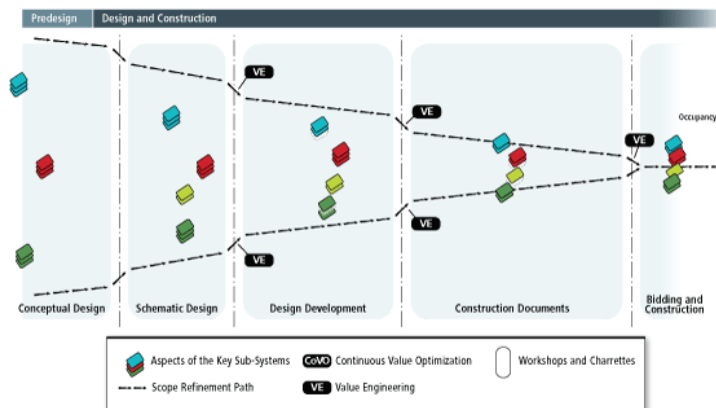 Predesign
Design and Construction
VE
VE
VE
Occupancy
VE
VE
Conceptual Design
Schematic Design
Design Development
Construction Documents
Bidding and
Construction
Aspects of the Key Sub-Systems
CoVO Continuous Value Optimization
Workshops and Charrettes
Scope Refinement Path
VE Value Engineering